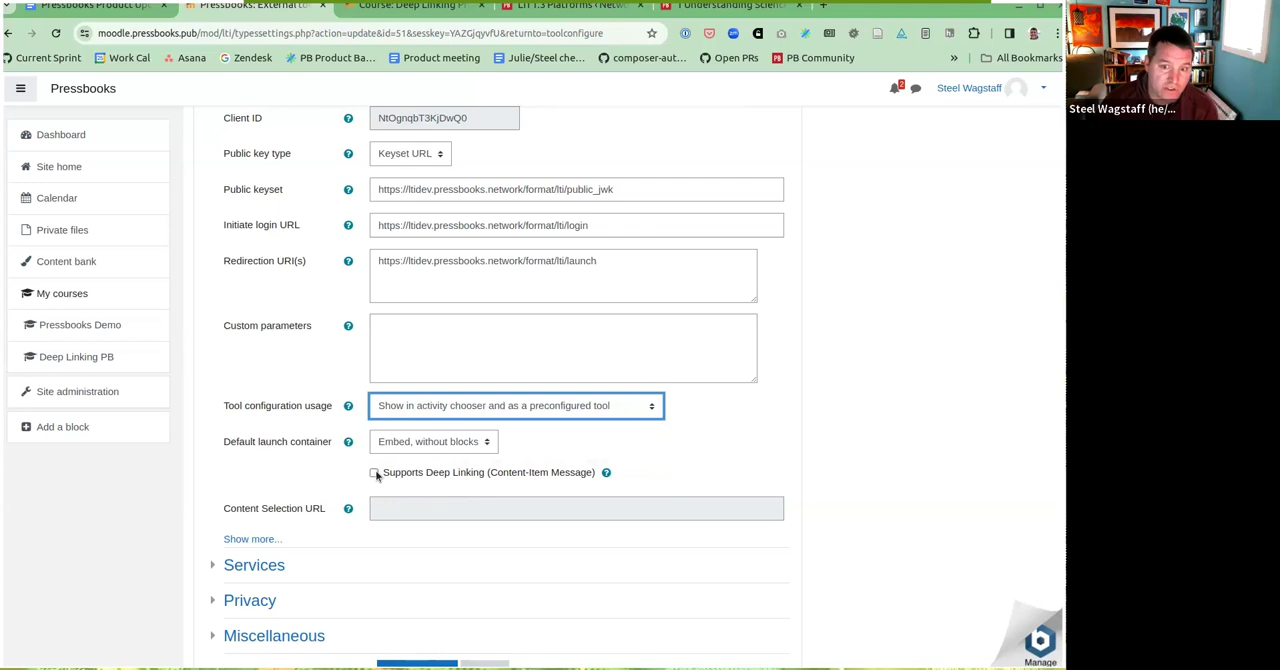 Pressbooks Product Up
Pressbooks: External to
Course: Deep Linking P
LTI 1.3 Platforms
1 Understanding Scien
moodle.pressbooks.pub/mod/lti/typessettings.php?action=update&id=51&sesskey=YAZGjqyvfU&returnto=toolconfigure
Current Sprint
Work Cal
Asana
Zendesk
PB Product Ba...
Product meeting
Julie/Steel che...
composer-aut...
Open PRs
PB Community
»
All Bookmarks
Pressbooks
2
Steel Wagstaff
Steel Wagstaff (he/...
Dashboard
Site home
Calendar
Private files
Content bank
My courses
Pressbooks Demo
Deep Linking PB
Site administration
Add a block
Client ID
NtOgnqbT3KjDwQ0
Public key type
Keyset URL
Public keyset
https://ltidev.pressbooks.network/format/lti/public_jwk
Initiate login URL
https://ltidev.pressbooks.network/format/lti/login
Redirection URI(s)
https://ltidev.pressbooks.network/format/lti/launch
Custom parameters
Tool configuration usage
Show in activity chooser and as a preconfigured tool
Default launch container
Embed, without blocks
Supports Deep Linking (Content-Item Message)
Content Selection URL
Show more...
Services
Privacy
Miscellaneous
Manage